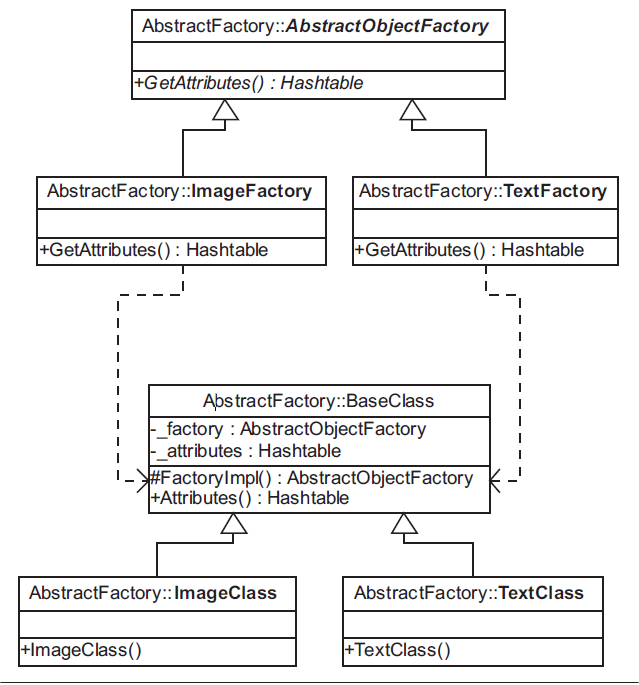 AbstractFactory::AbstractObjectFactory
+GetAttributes() : Hashtable
AbstractFactory::ImageFactory
+GetAttributes() : Hashtable
AbstractFactory::TextFactory
+GetAttributes() : Hashtable
AbstractFactory::BaseClass
-_factory : AbstractObjectFactory
-_attributes : Hashtable
#FactoryImpl() : AbstractObjectFactory
+Attributes() : Hashtable
AbstractFactory::ImageClass
+ImageClass()
AbstractFactory::TextClass
+TextClass()